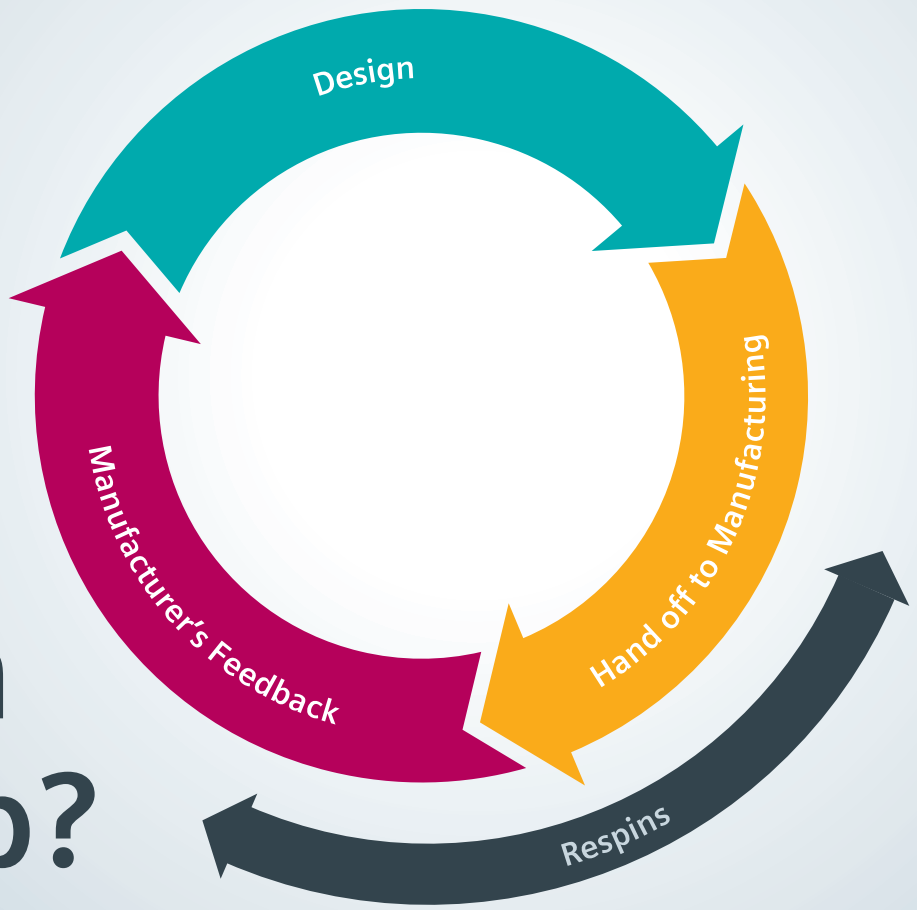 Design
Hand off to Manufacturing
Manufacturer’s Feedback
Respins
?